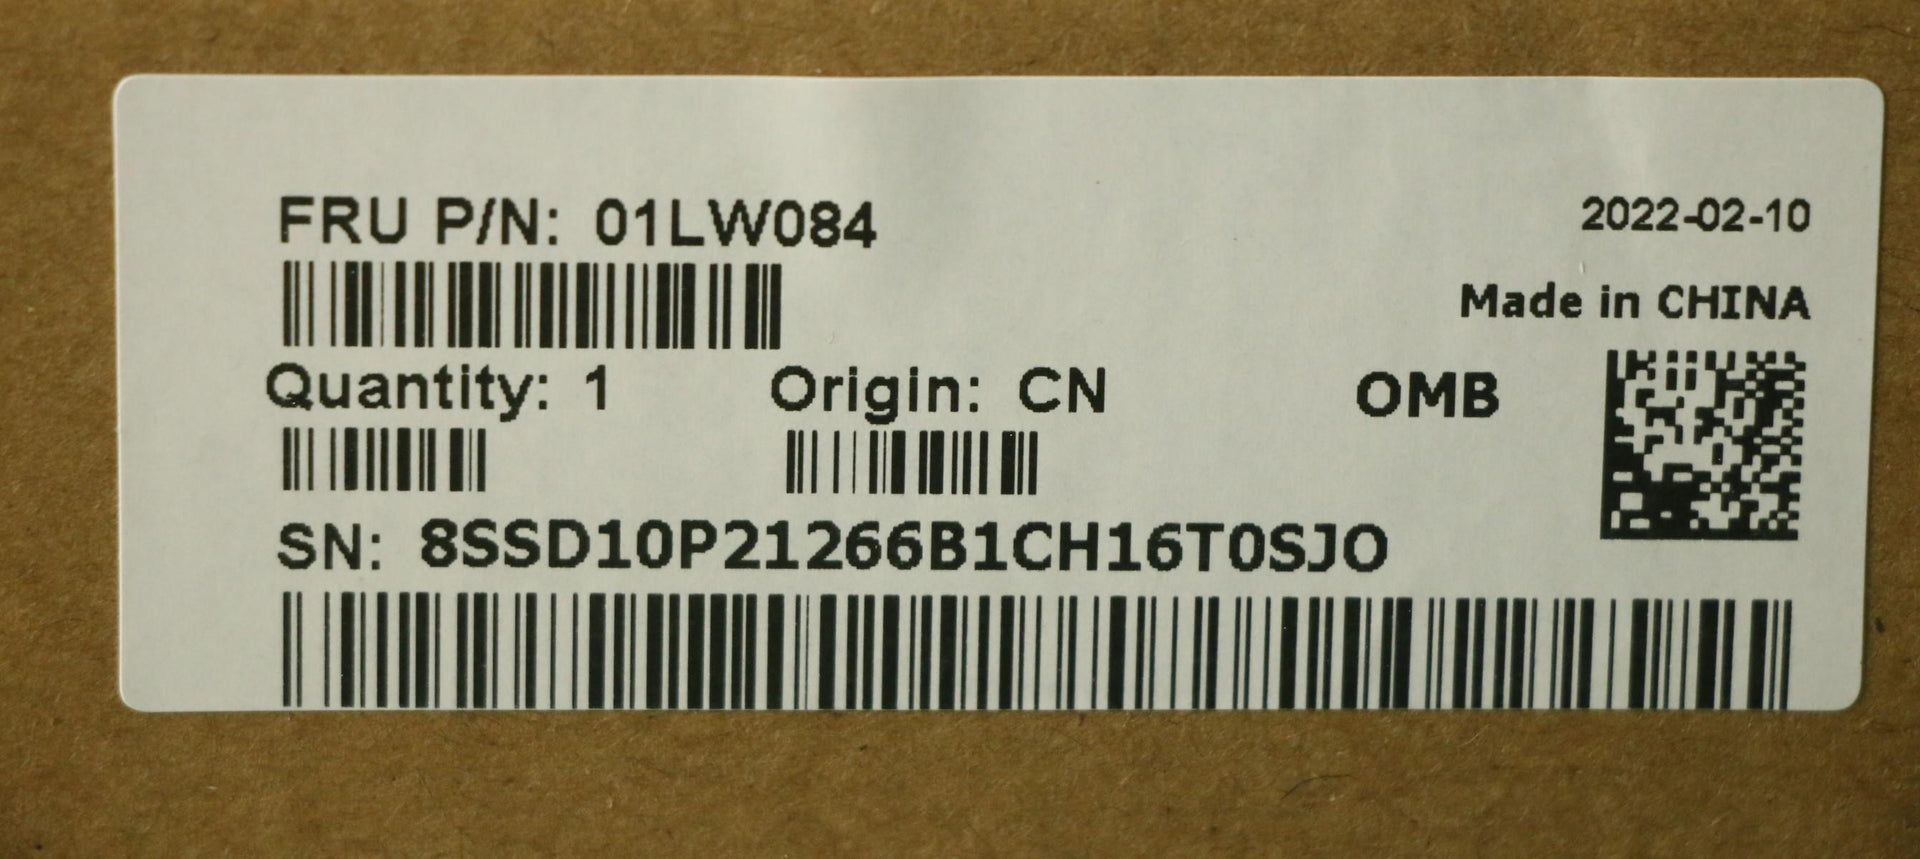 FRU P/N: 01LW084
2022-02-10
Made in CHINA
Quantity: 1
Origin: CN
OMB
SN: 8SSD10P21266B1CH16T0SJO